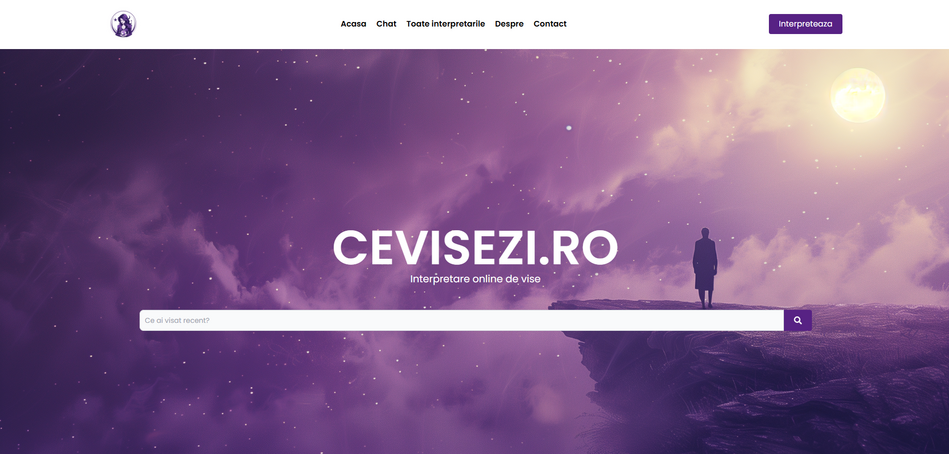 Acasa Chat Toate interpretarile Despre Contact Interpreteaza
CEVISEZI.RO
Interpretare online de vise
Ce ai visat recent?